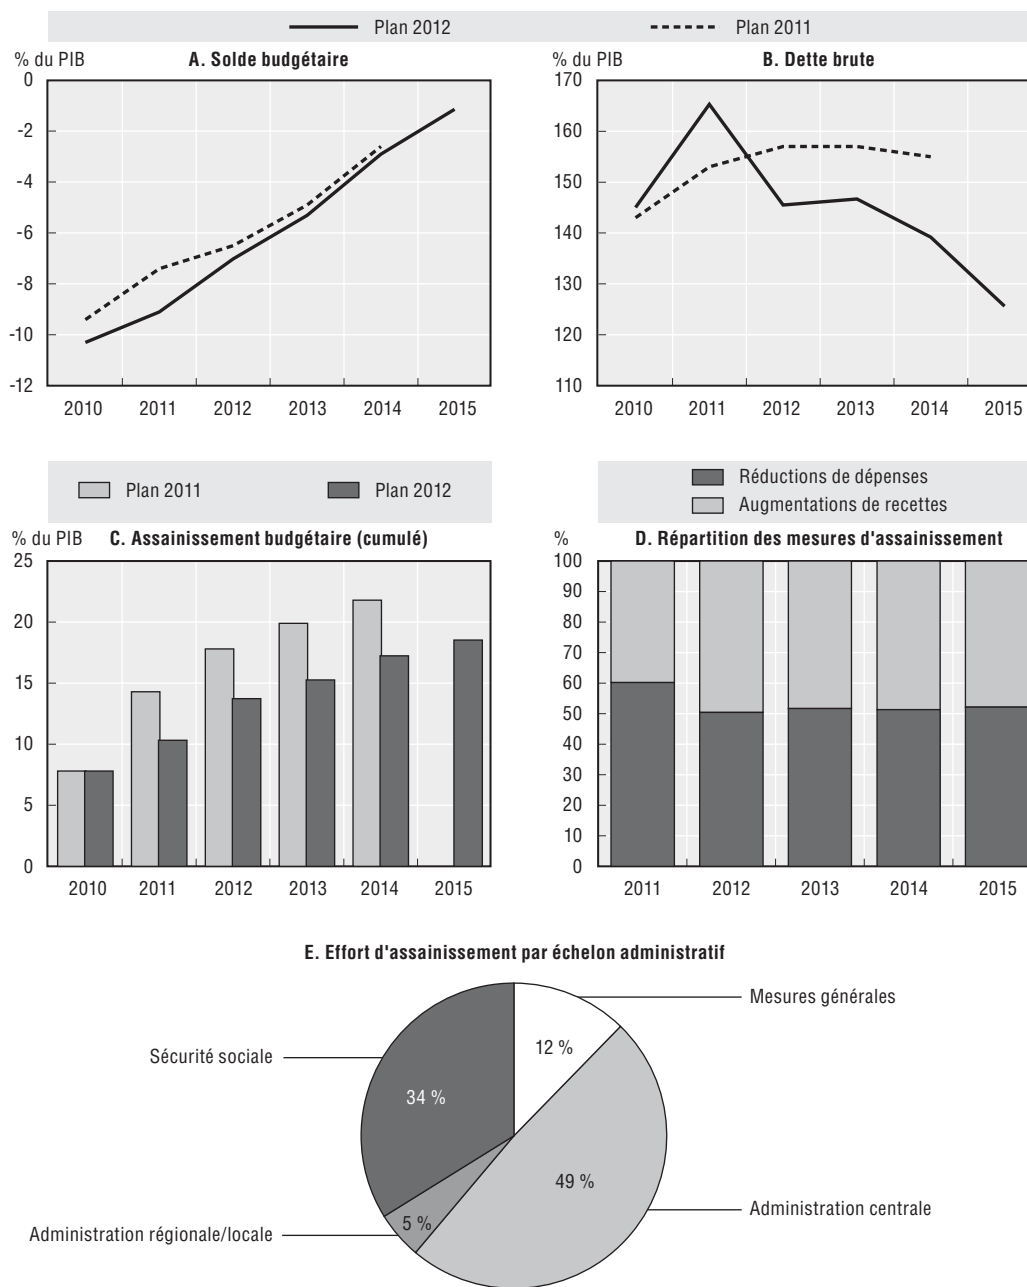 Plan 2012 Plan 2011
% du PIB A. Solde budgétaire
0
-2
-4
-6
-8
-10
-12
2010 2011 2012 2013 2014 2015
% du PIB B. Dette brute
170
160
150
140
130
120
110
2010 2011 2012 2013 2014 2015
Plan 2011 Plan 2012
% du PIB C. Assainissement budgétaire (cumulé)
25
20
15
10
5
0
2010 2011 2012 2013 2014 2015
Réductions de dépenses
Augmentations de recettes
% D. Répartition des mesures d'assainissement
100
90
80
70
60
50
40
30
20
10
0
2011 2012 2013 2014 2015
E. Effort d'assainissement par échelon administratif
Mesures générales
12 %
Sécurité sociale
34 %
49 %
Administration centrale
5 %
Administration régionale/locale